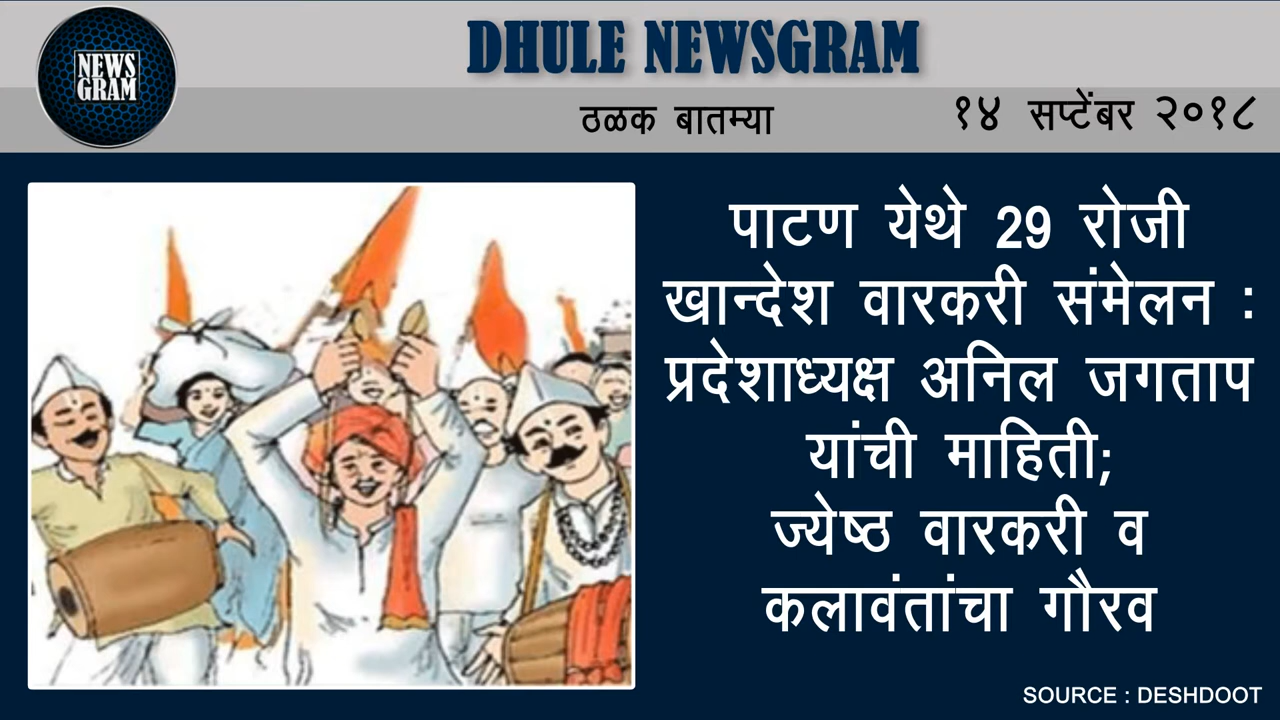 NEWS
GRAM
DHULE NEWSGRAM
ठळक बातम्या
१४ सप्टेंबर २०१८
पाटण येथे 29 रोजी
खान्देश वारकरी संमेलन :
प्रदेशाध्यक्ष अनिल जगताप
यांची माहिती;
ज्येष्ठ वारकरी व
कलावंतांचा गौरव
SOURCE : DESHDOOT